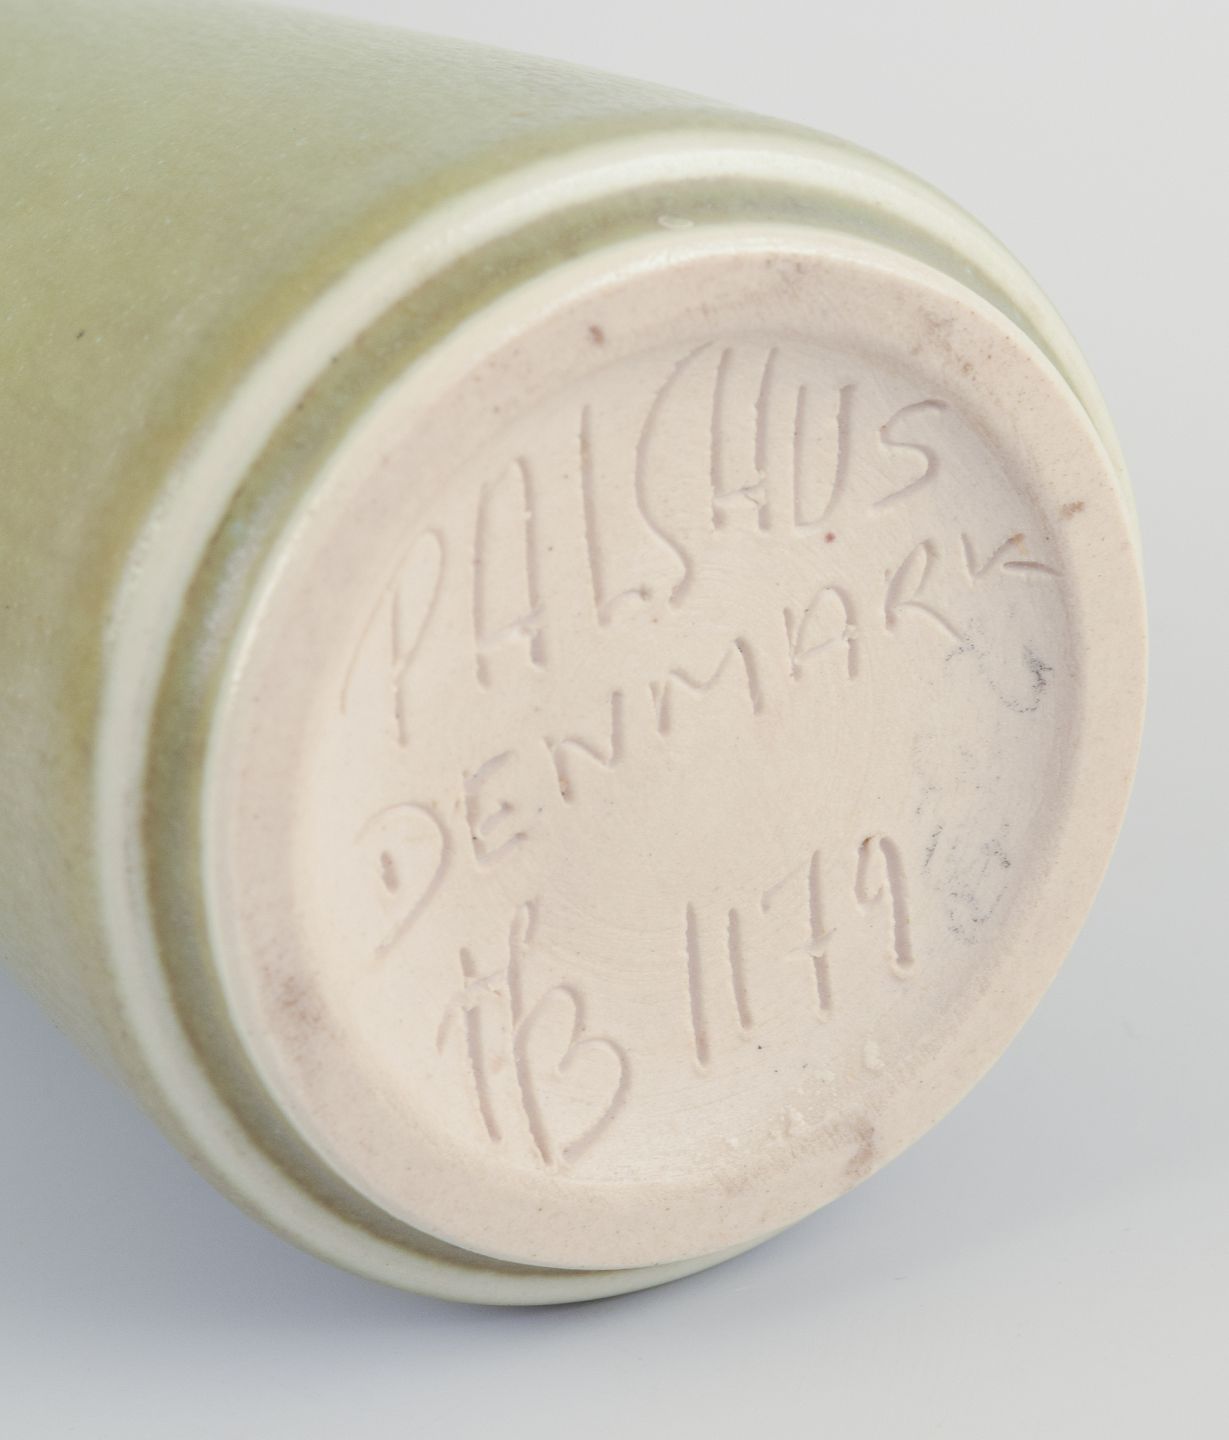 PALSHUS
DENMARK
HB 1179